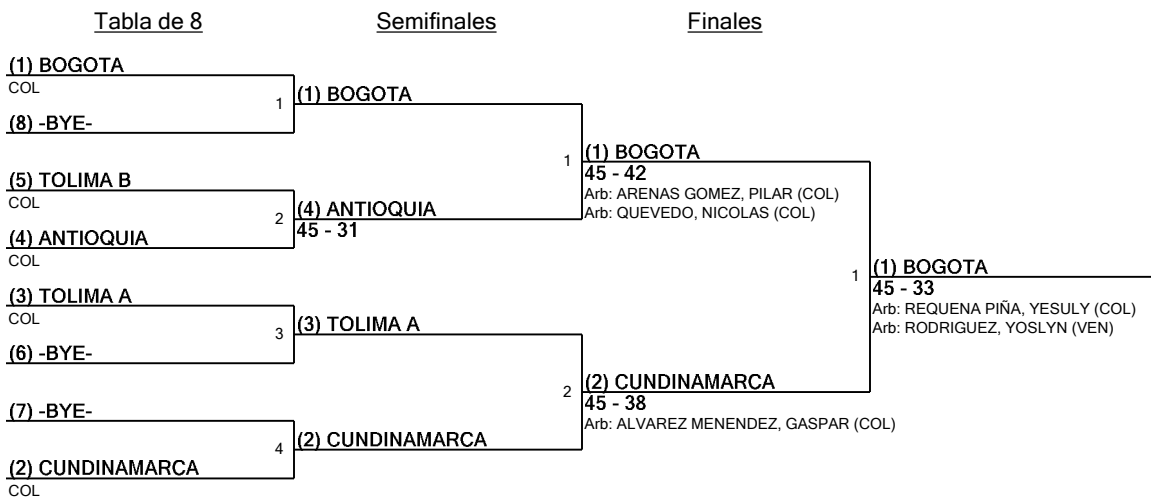 Tabla de 8
Semifinales
Finales
(1) BOGOTA
COL
1
(8) -BYE-
(5) TOLIMA B
COL
2
(4) ANTIOQUIA
COL
(3) TOLIMA A
COL
3
(6) -BYE-
(7) -BYE-
4
(2) CUNDINAMARCA
COL
(1) BOGOTA
1
(4) ANTIOQUIA
45 - 31
(3) TOLIMA A
2
(2) CUNDINAMARCA
(1) BOGOTA
45 - 42
Arb: ARENAS GOMEZ, PILAR (COL)
Arb: QUEVEDO, NICOLAS (COL)
1
(2) CUNDINAMARCA
45 - 38
Arb: ALVAREZ MENENDEZ, GASPAR (COL)
(1) BOGOTA
45 - 33
Arb: REQUENA PIÑA, YESULY (COL)
Arb: RODRIGUEZ, YOSLYN (VEN)